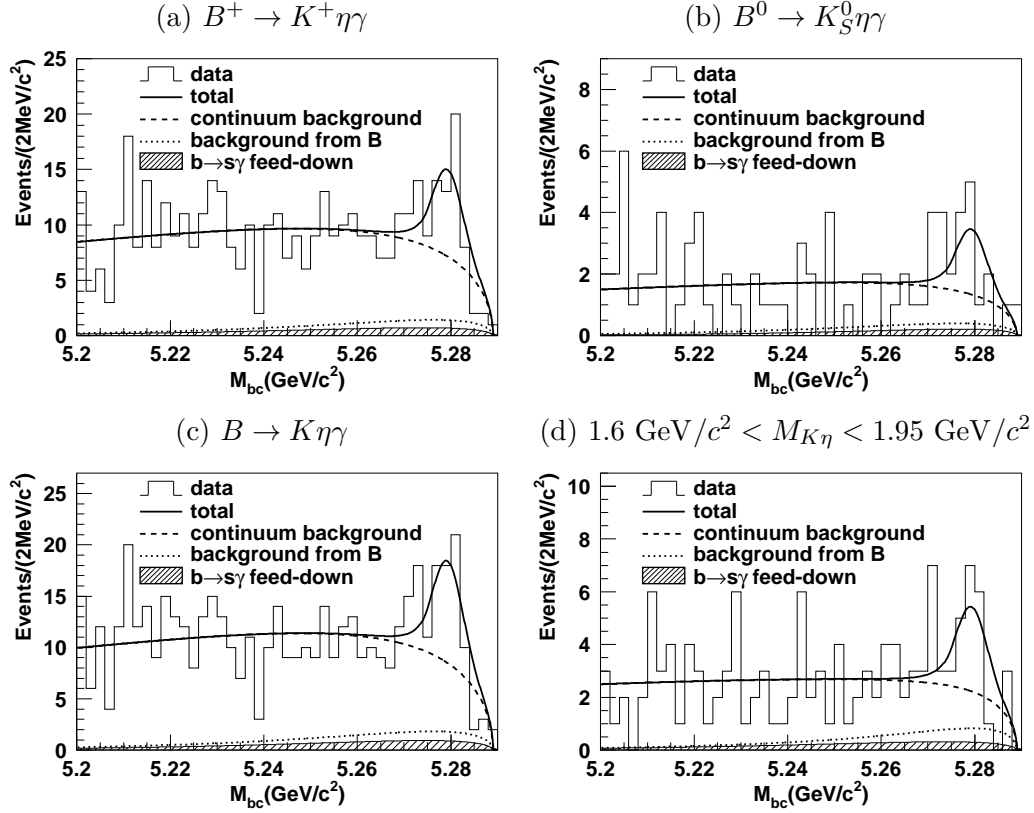 (a) B⁺ → K⁺ηγ
(b) B⁰ → K⁰_Sηγ
Events/(2MeV/c²)
25
20
15
10
5
0
data
total
continuum background
background from B
b→sγ feed-down
5.2 5.22 5.24 5.26 5.28
M_bc(GeV/c²)
Events/(2MeV/c²)
8
6
4
2
0
data
total
continuum background
background from B
b→sγ feed-down
5.2 5.22 5.24 5.26 5.28
M_bc(GeV/c²)
(c) B → Kηγ
(d) 1.6 GeV/c² < M_Kη < 1.95 GeV/c²
Events/(2MeV/c²)
25
20
15
10
5
0
data
total
continuum background
background from B
b→sγ feed-down
5.2 5.22 5.24 5.26 5.28
M_bc(GeV/c²)
Events/(2MeV/c²)
10
8
6
4
2
0
data
total
continuum background
background from B
b→sγ feed-down
5.2 5.22 5.24 5.26 5.28
M_bc(GeV/c²)